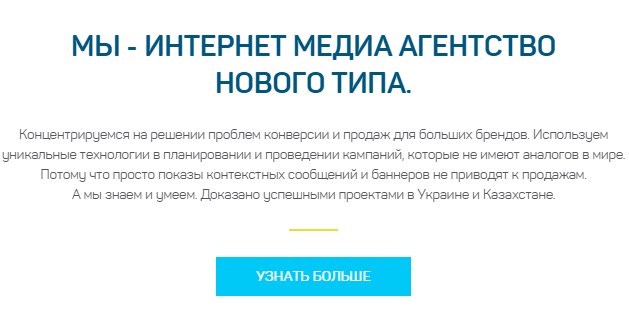 МЫ - ИНТЕРНЕТ МЕДИА АГЕНТСТВО
НОВОГО ТИПА.
Концентрируемся на решении проблем конверсии и продаж для больших брендов. Используем
уникальные технологии в планировании и проведении кампаний, которые не имеют аналогов в мире.
Потому что просто показы контекстных сообщений и баннеров не приводят к продажам.
А мы знаем и умеем. Доказано успешными проектами в Украине и Казахстане.
УЗНАТЬ БОЛЬШЕ